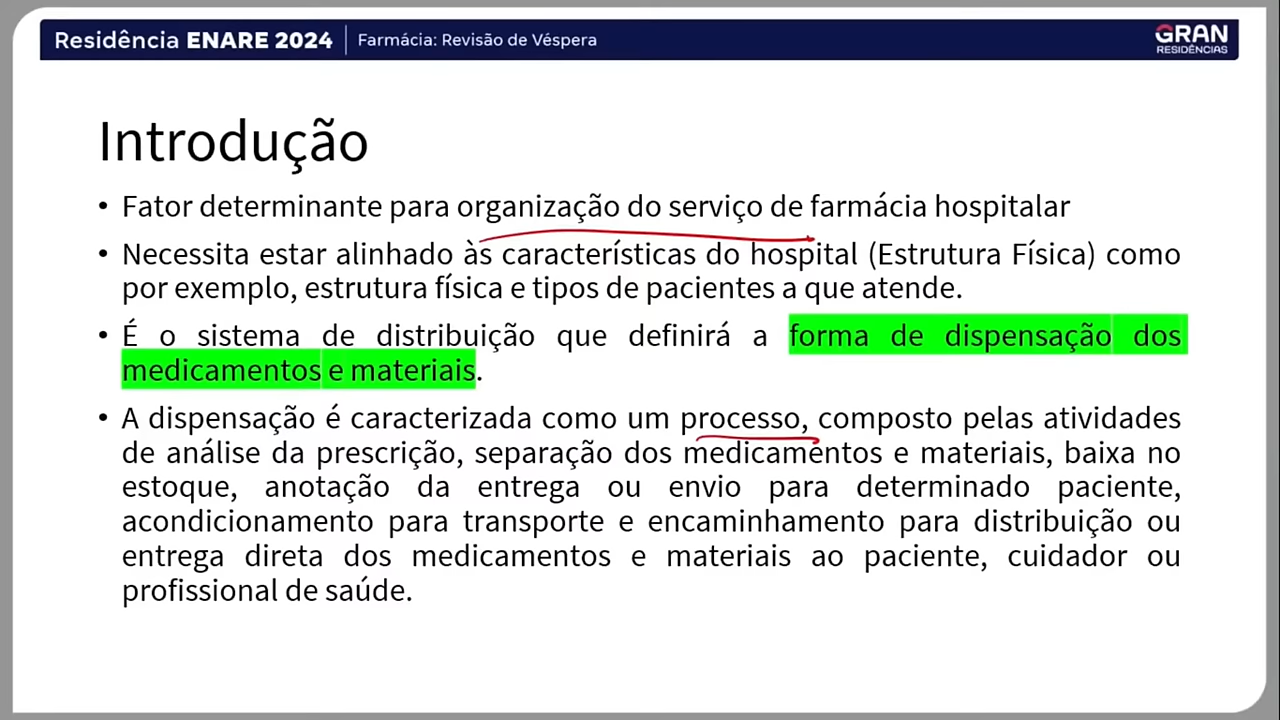 Residência ENARE 2024 | Farmácia: Revisão de Véspera
GRAN
RESIDÊNCIAS
Introdução
• Fator determinante para organização do serviço de farmácia hospitalar
• Necessita estar alinhado às características do hospital (Estrutura Física) como
por exemplo, estrutura física e tipos de pacientes a que atende.
• É o sistema de distribuição que definirá a forma de dispensação dos
medicamentos e materiais.
• A dispensação é caracterizada como um processo, composto pelas atividades
de análise da prescrição, separação dos medicamentos e materiais, baixa no
estoque, anotação da entrega ou envio para determinado paciente,
acondicionamento para transporte e encaminhamento para distribuição ou
entrega direta dos medicamentos e materiais ao paciente, cuidador ou
profissional de saúde.